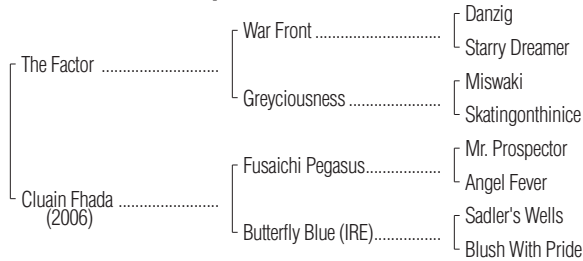 Danzig
War Front ....................
Starry Dreamer
The Factor ............................
Miswaki
Greyciousness .....................
Skatingonthinice
Mr. Prospector
Fusaichi Pegasus.................
Angel Fever
Cluain Fhada ........................
(2006)
Sadler's Wells
Butterfly Blue (IRE)...............
Blush With Pride